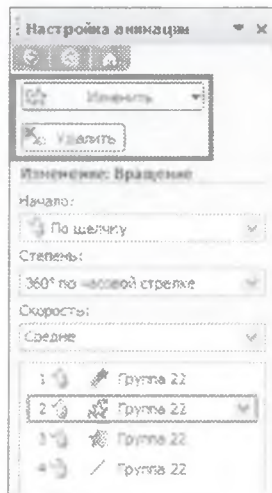 Настройка анимации
Изменить
Удалить
Изменение: Вращение
Начало:
По щелчку
Степень:
360° по часовой стрелке
Скорость:
Средне
1 Группа 22
2 Группа 22
3 Группа 22
4 Группа 22